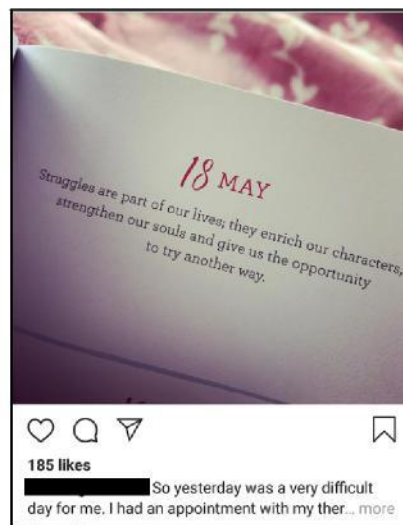 18 MAY
Struggles are part of our lives; they enrich our characters,
strengthen our souls and give us the opportunity
to try another way.
185 likes
So yesterday was a very difficult
day for me. I had an appointment with my ther... more